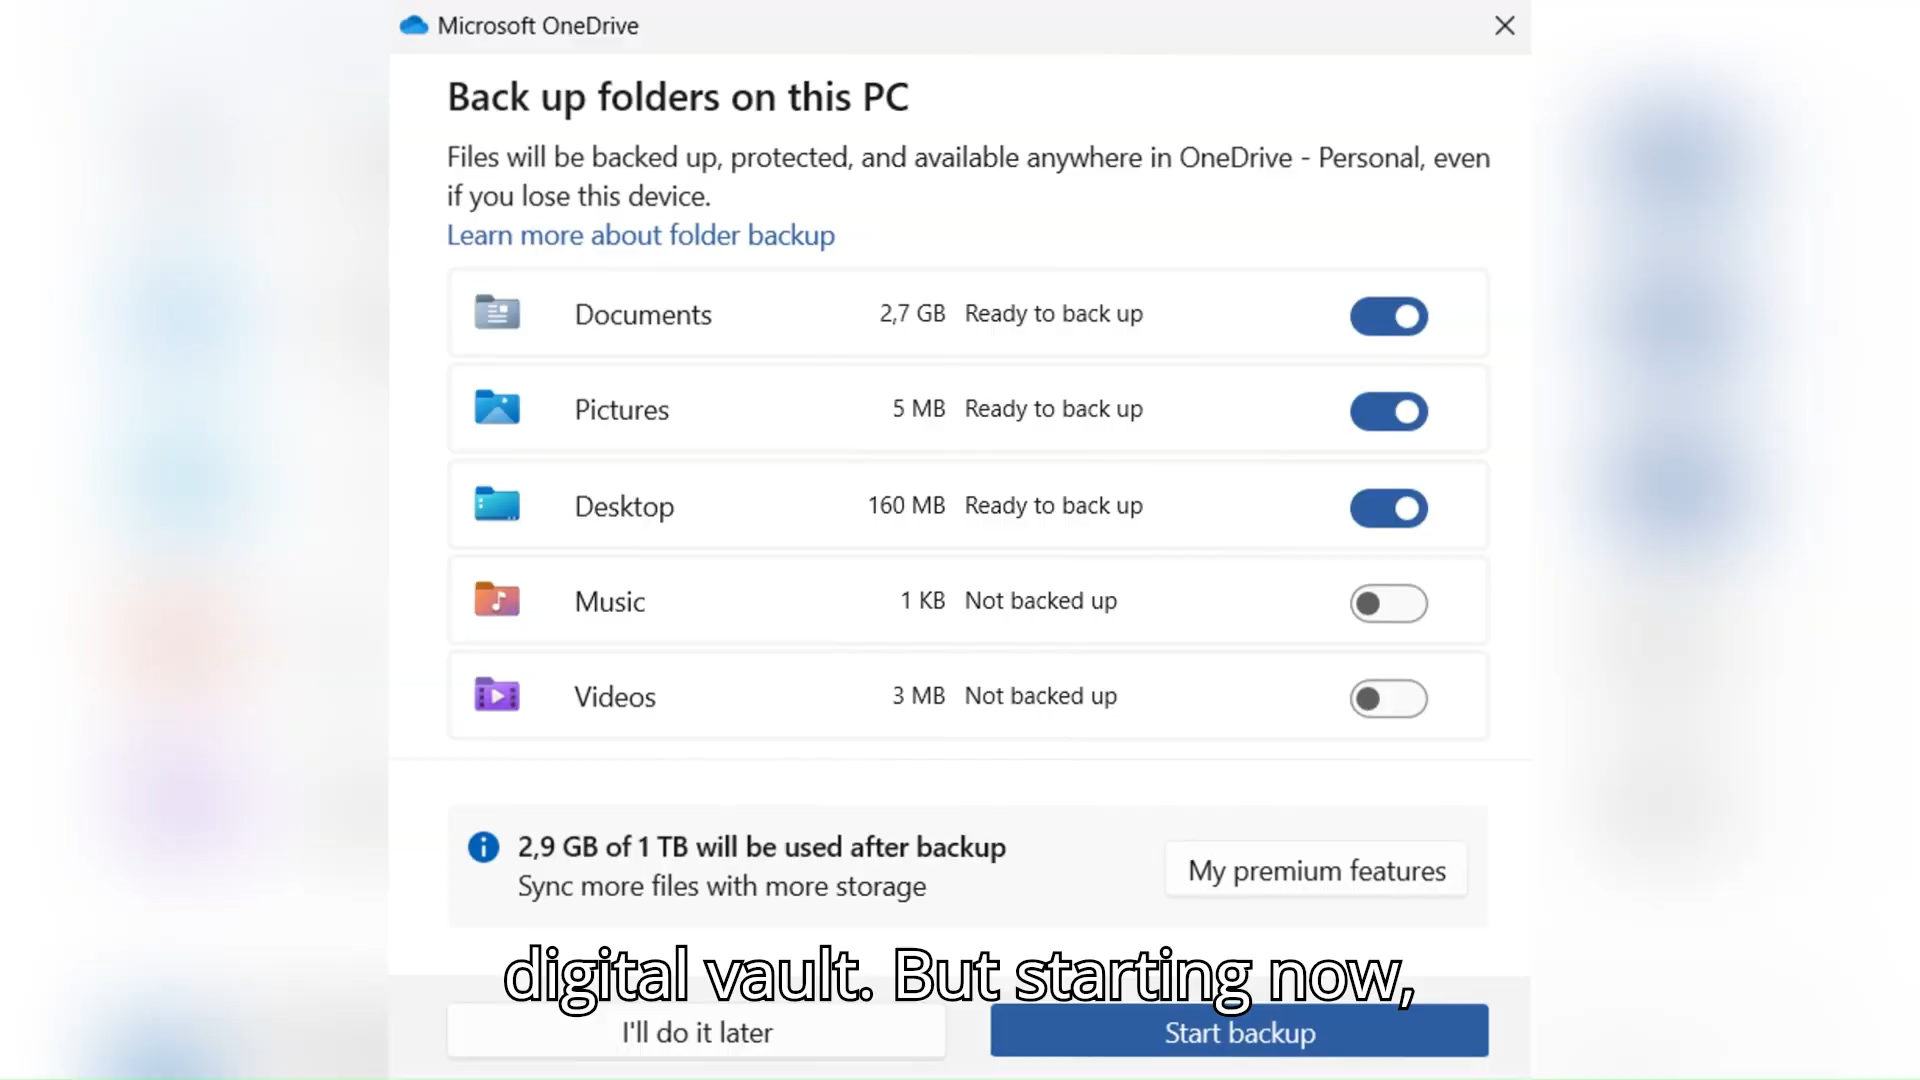 Microsoft OneDrive
Back up folders on this PC
Files will be backed up, protected, and available anywhere in OneDrive - Personal, even
if you lose this device.
Learn more about folder backup
Documents 2,7 GB Ready to back up
Pictures 5 MB Ready to back up
Desktop 160 MB Ready to back up
Music 1 KB Not backed up
Videos 3 MB Not backed up
2,9 GB of 1 TB will be used after backup
Sync more files with more storage
My premium features
digital vault. But starting now,
I'll do it later
Start backup